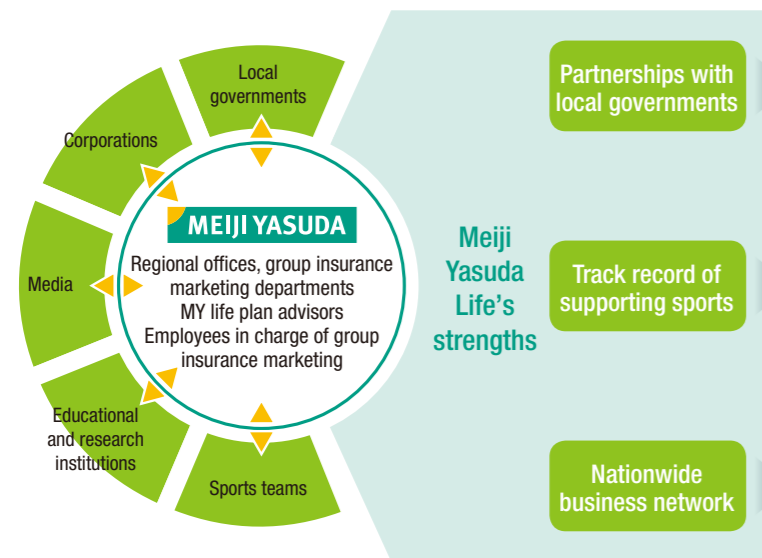 Local
governments
Corporations
Media
Educational
and research
institutions
Sports teams
MEIJI YASUDA
Regional offices, group insurance
marketing departments
MY life plan advisors
Employees in charge of group
insurance marketing
Meiji
Yasuda
Life’s
strengths
Partnerships with
local governments
Track record of
supporting sports
Nationwide
business network